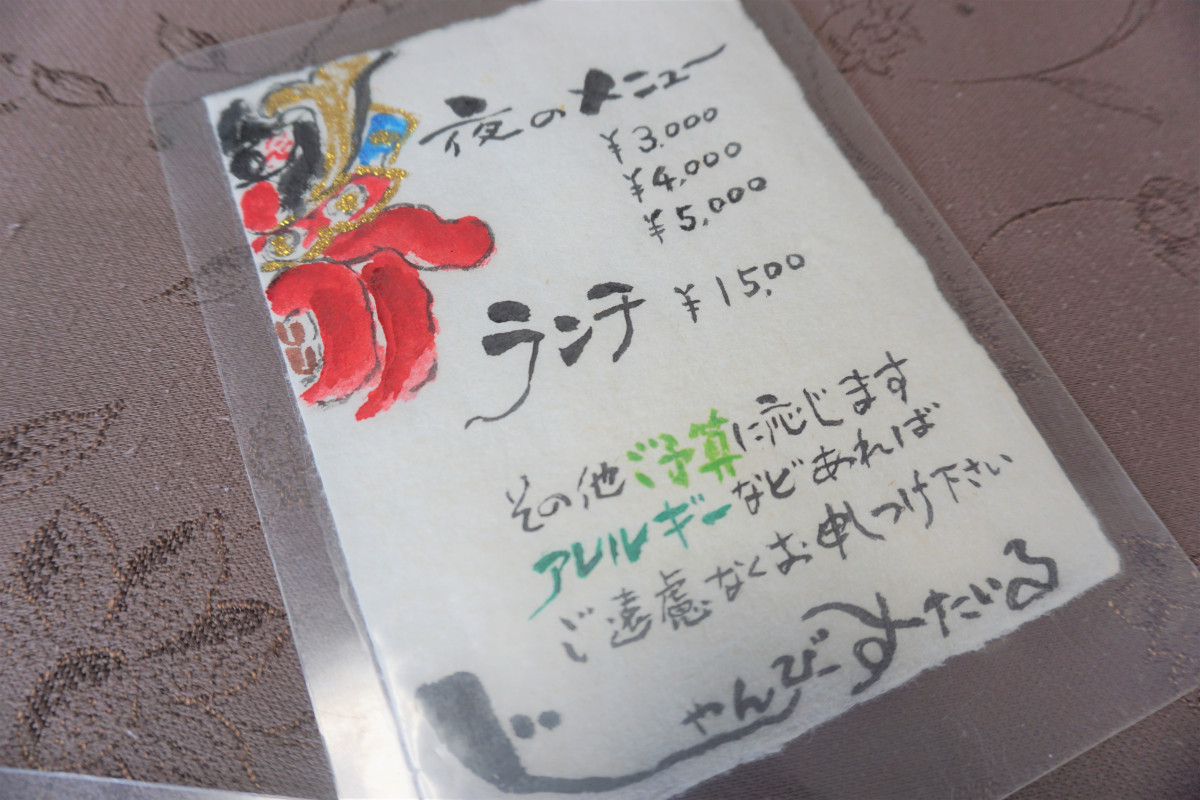 夜のメニュー
¥3,000
¥4,000
¥5,000
ランチ ¥15,00
その他ご予算に応じます
アレルギーなどあれば
ご遠慮なくお申しつけ下さい
じゃんびーすたいる